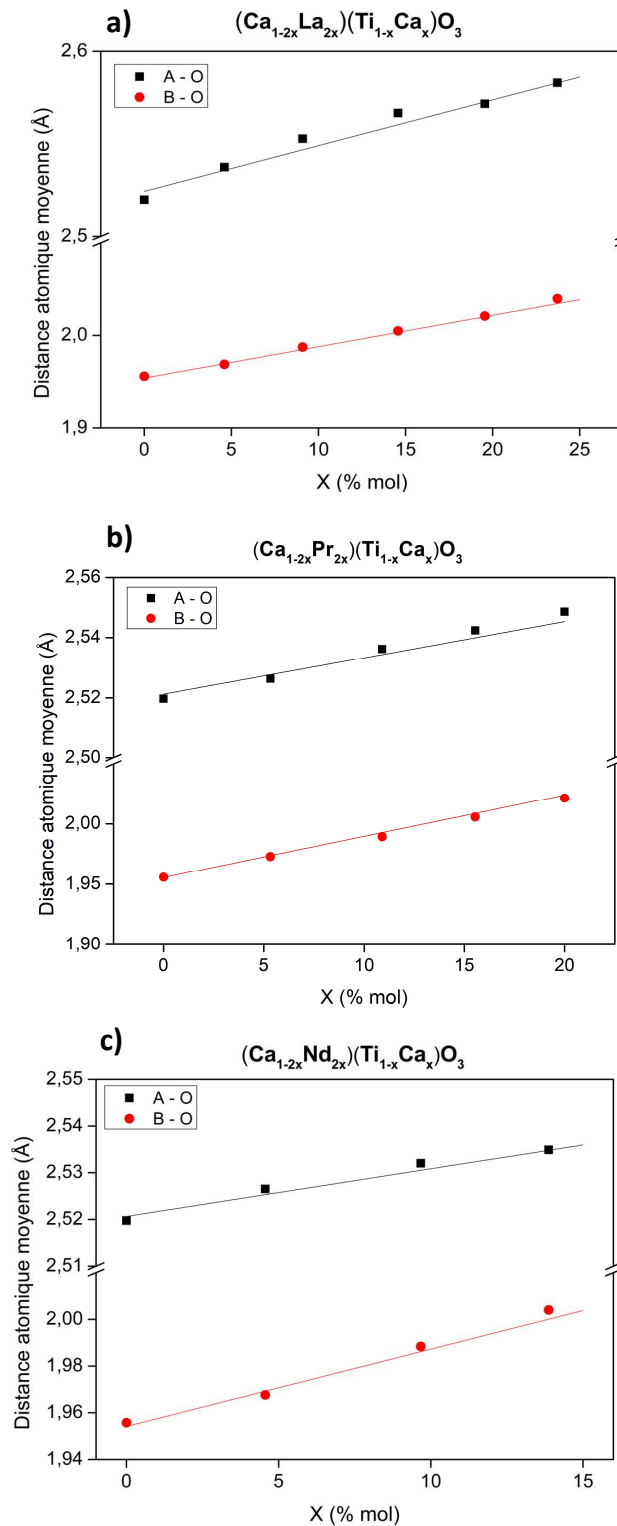 a)
(Ca1-2xLa2x)(Ti1-xCax)O3
2,6
A - O
B - O
2,5
2,0
1,9
Distance atomique moyenne (Å)
0 5 10 15 20 25
X (% mol)
b)
(Ca1-2xPr2x)(Ti1-xCax)O3
2,56
A - O
B - O
2,54
2,52
2,50
2,00
1,95
1,90
Distance atomique moyenne (Å)
0 5 10 15 20
X (% mol)
c)
(Ca1-2xNd2x)(Ti1-xCax)O3
2,55
A - O
B - O
2,54
2,53
2,52
2,51
2,00
1,98
1,96
1,94
Distance atomique moyenne (Å)
0 5 10 15
X (% mol)